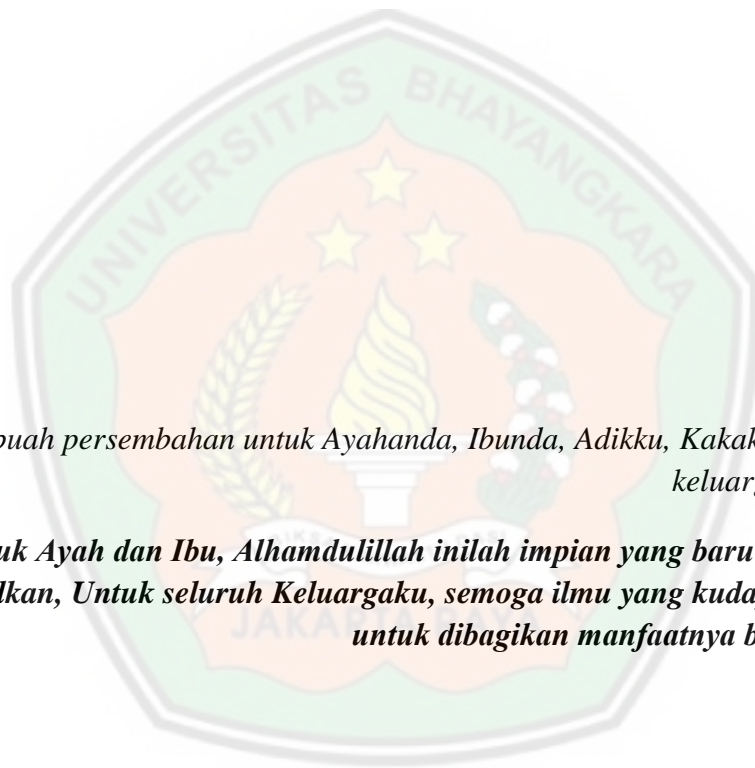 UNIVERSITAS BHAYANGKARA
buah persembahan untuk Ayahanda, Ibunda, Adikku, Kakak
keluar
uk Ayah dan Ibu, Alhamdulillah inilah impian yang baru
lkan, Untuk seluruh Keluargaku, semoga ilmu yang kuda
untuk dibagikan manfaatnya b
JAKARTA RAYA